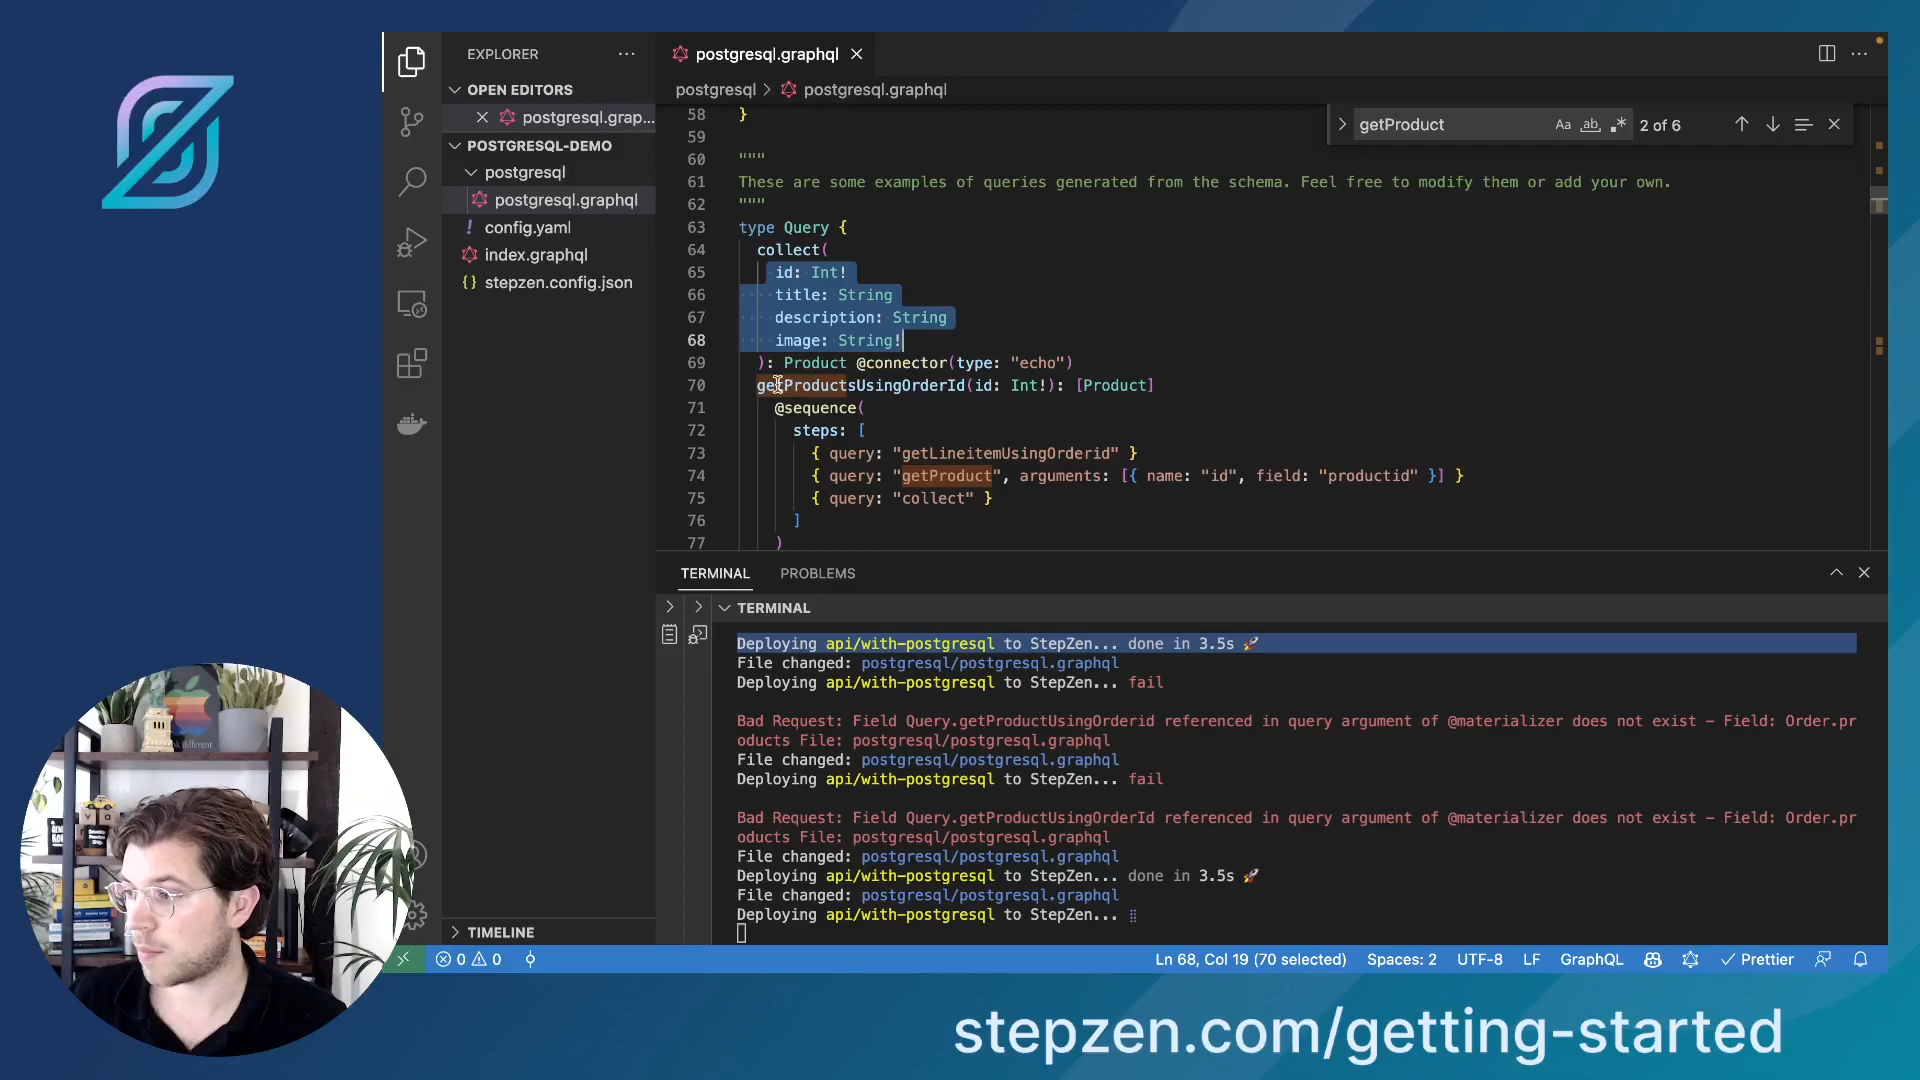 EXPLORER
OPEN EDITORS
postgresql.grap...
POSTGRESQL-DEMO
postgresql
postgresql.graphql
config.yaml
index.graphql
stepzen.config.json
TIMELINE
postgresql.graphql
postgresql > postgresql.graphql
getProduct
Aa
ab
2 of 6
58 }
59
60 """
61 These are some examples of queries generated from the schema. Feel free to modify them or add your own.
62 """
63 type Query {
64 collect(
65 id: Int!
66 title: String
67 description: String
68 image: String!
69 ): Product @connector(type: "echo")
70 getProductsUsingOrderId(id: Int!): [Product]
71 @sequence(
72 steps: [
73 { query: "getLineitemUsingOrderid" }
74 { query: "getProduct", arguments: [{ name: "id", field: "productid" }] }
75 { query: "collect" }
76 ]
77 )
TERMINAL PROBLEMS
TERMINAL
Deploying api/with-postgresql to StepZen... done in 3.5s 🚀
File changed: postgresql/postgresql.graphql
Deploying api/with-postgresql to StepZen... fail
Bad Request: Field Query.getProductUsingOrderid referenced in query argument of @materializer does not exist - Field: Order.pr
oducts File: postgresql/postgresql.graphql
File changed: postgresql/postgresql.graphql
Deploying api/with-postgresql to StepZen... fail
Bad Request: Field Query.getProductUsingOrderId referenced in query argument of @materializer does not exist - Field: Order.pr
oducts File: postgresql/postgresql.graphql
File changed: postgresql/postgresql.graphql
Deploying api/with-postgresql to StepZen... done in 3.5s 🚀
File changed: postgresql/postgresql.graphql
Deploying api/with-postgresql to StepZen...
0 0
Ln 68, Col 19 (70 selected) Spaces: 2 UTF-8 LF GraphQL Prettier
stepzen.com/getting-started